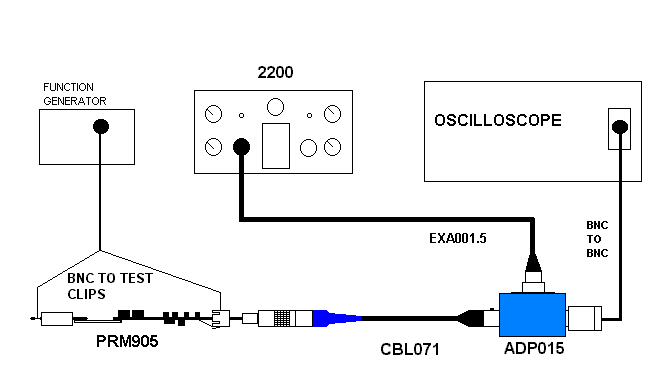 2200
FUNCTION
GENERATOR
OSCILLOSCOPE
EXA001.5
BNC
TO
BNC
BNC TO TEST
CLIPS
PRM905
CBL071
ADP015